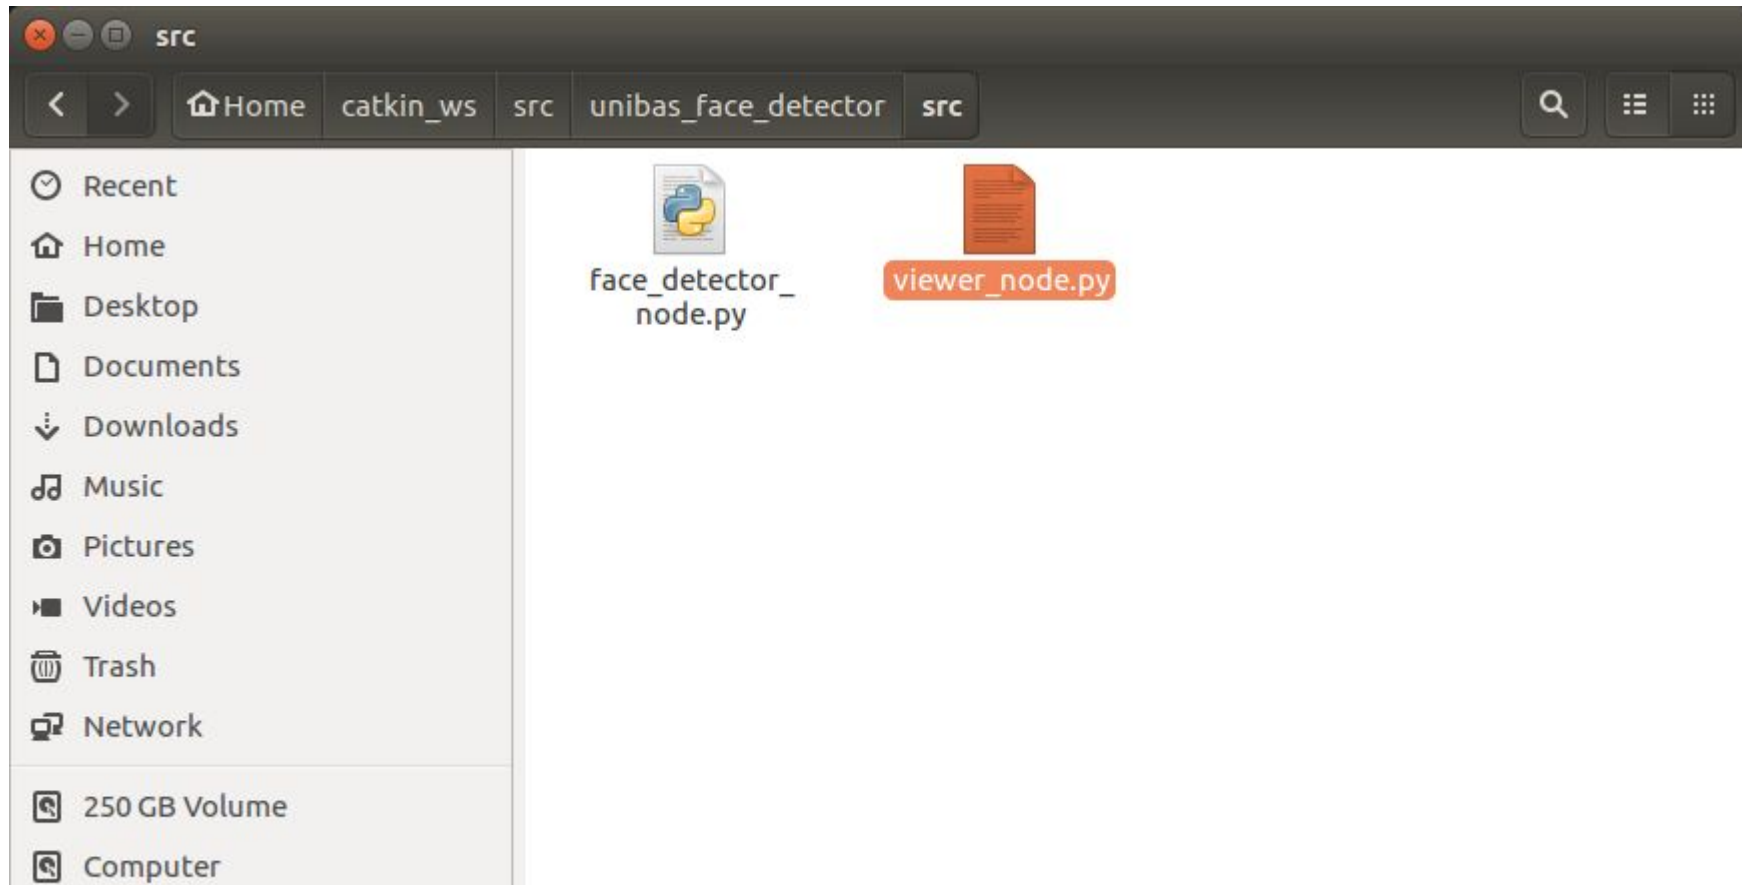 src
Home catkin_ws src unibas_face_detector src
Recent
Home
Desktop
Documents
Downloads
Music
Pictures
Videos
Trash
Network
250 GB Volume
Computer
face_detector_
node.py
viewer_node.py